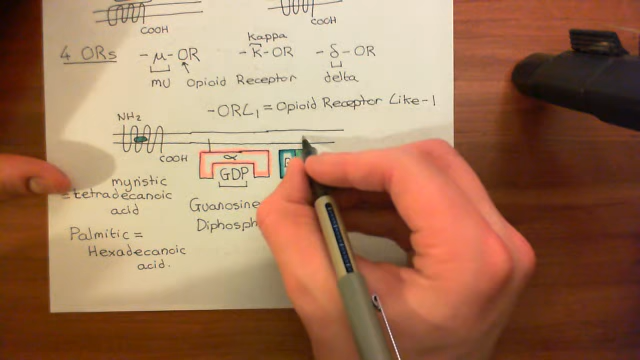 COOH
COOH
4 ORs
-μ-OR
mu Opioid Receptor
kappa
-K-OR
-δ-OR
delta
-ORL1 = Opioid Receptor Like-1
NH2
COOH
α
GDP
myristic
=tetradecanoic
acid
Palmitic =
Hexadecanoic
acid.
Guanosine